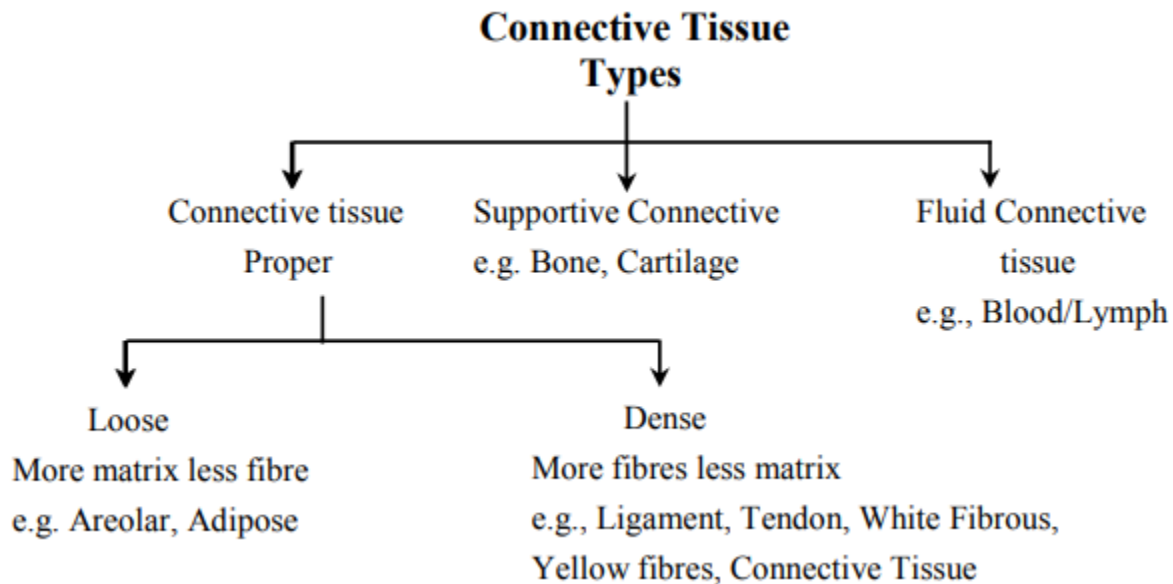 Connective Tissue
Types
Connective tissue
Proper
Supportive Connective
e.g. Bone, Cartilage
Fluid Connective
tissue
e.g., Blood/Lymph
Loose
More matrix less fibre
e.g. Areolar, Adipose
Dense
More fibres less matrix
e.g., Ligament, Tendon, White Fibrous,
Yellow fibres, Connective Tissue